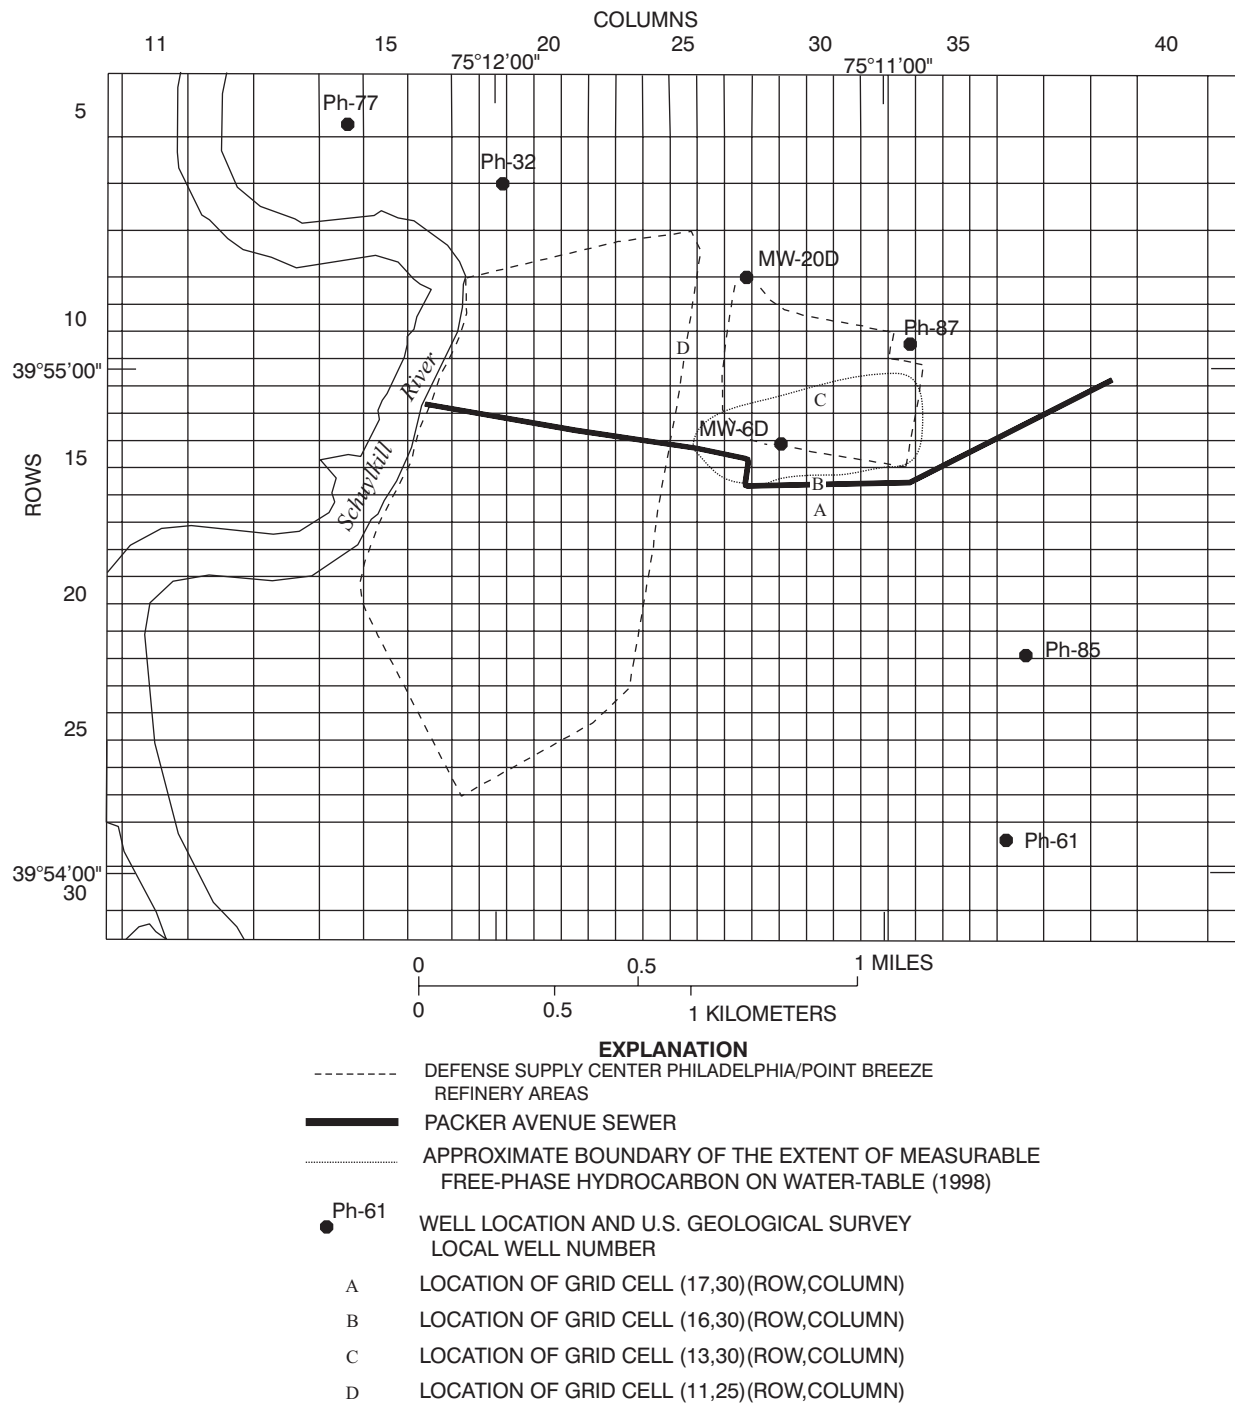 COLUMNS
11 15 20 25 30 35 40
75°12'00" 75°11'00"
5
Ph-77
Ph-32
MW-20D
10
Ph-87
D
39°55'00"
River
C
MW-6D
15
ROWS
B
Schuylkill
A
20
Ph-85
25
Ph-61
39°54'00"
30
0 0.5 1 MILES
0 0.5 1 KILOMETERS
EXPLANATION
DEFENSE SUPPLY CENTER PHILADELPHIA/POINT BREEZE
REFINERY AREAS
PACKER AVENUE SEWER
APPROXIMATE BOUNDARY OF THE EXTENT OF MEASURABLE
FREE-PHASE HYDROCARBON ON WATER-TABLE (1998)
Ph-61
WELL LOCATION AND U.S. GEOLOGICAL SURVEY
LOCAL WELL NUMBER
A LOCATION OF GRID CELL (17,30)(ROW,COLUMN)
B LOCATION OF GRID CELL (16,30)(ROW,COLUMN)
C LOCATION OF GRID CELL (13,30)(ROW,COLUMN)
D LOCATION OF GRID CELL (11,25)(ROW,COLUMN)